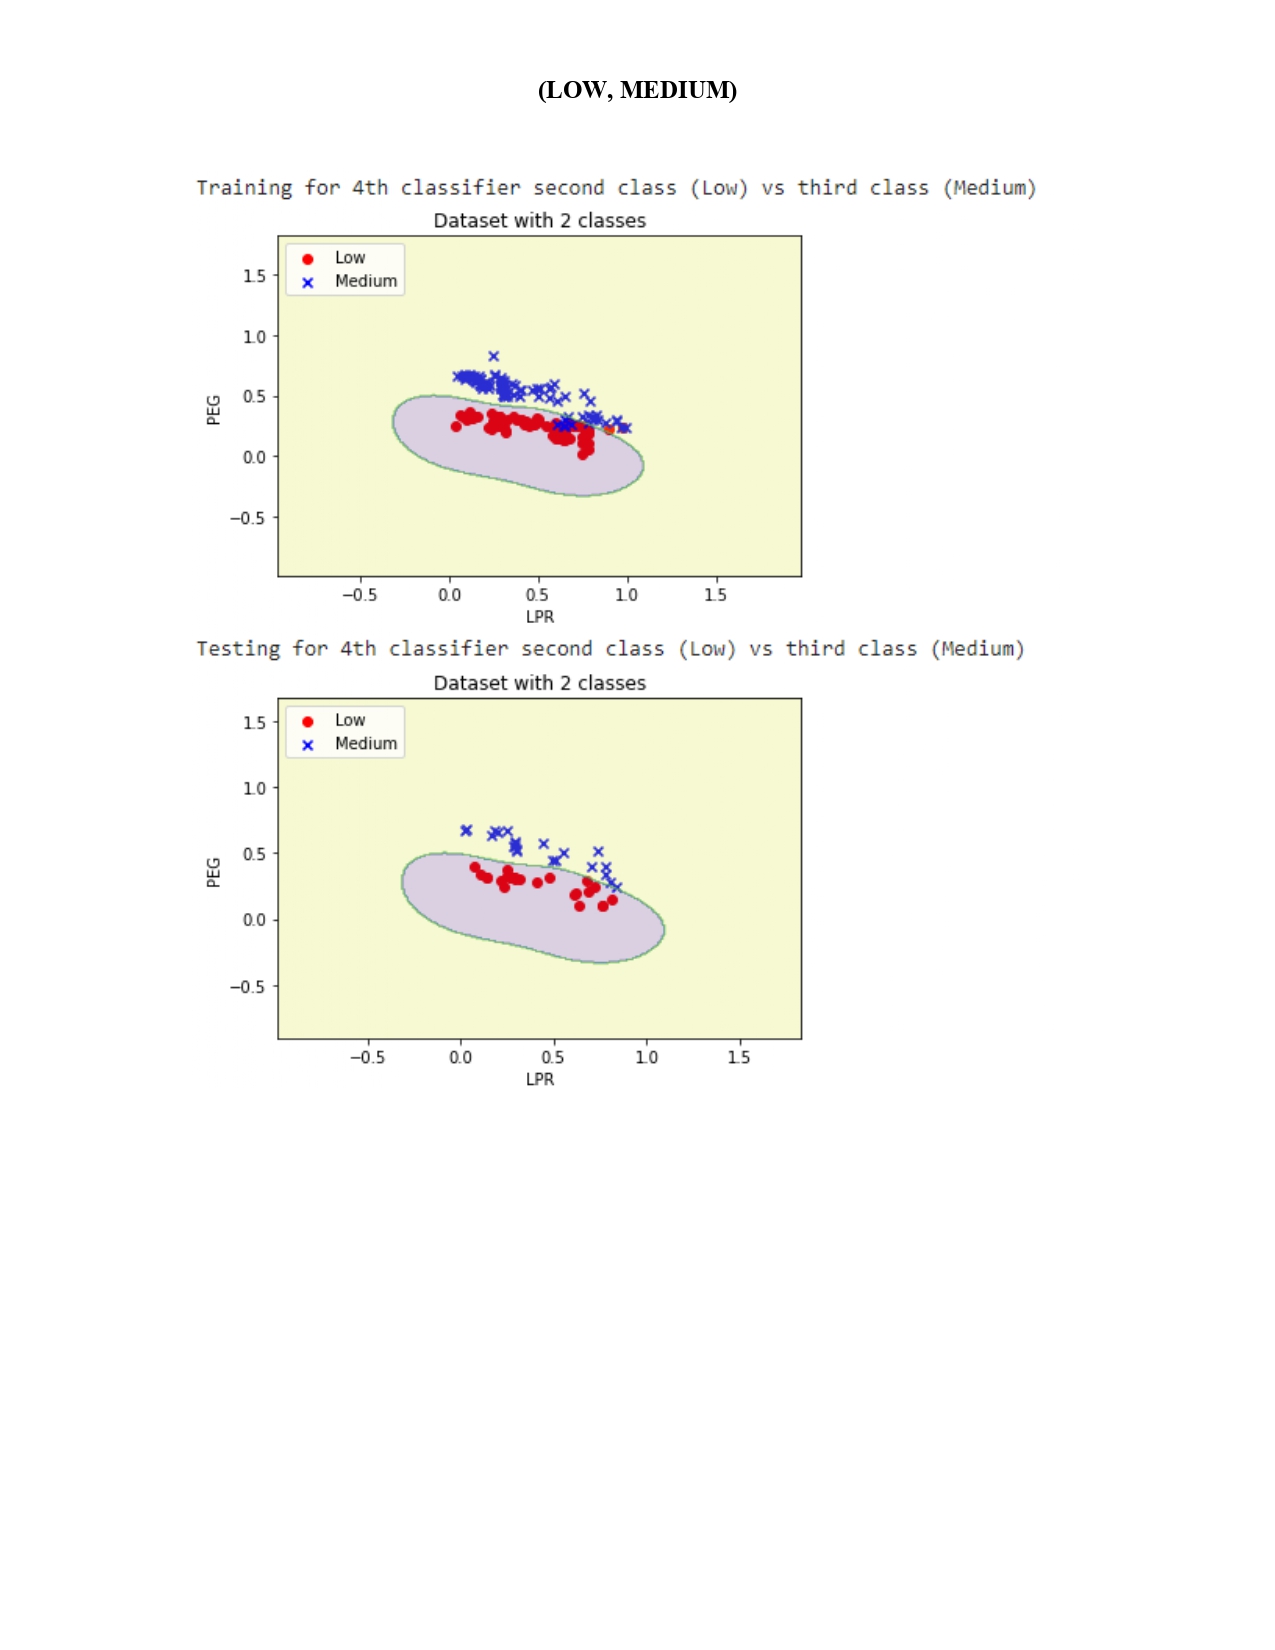 (LOW, MEDIUM)
Training for 4th classifier second class (Low) vs third class (Medium)
Dataset with 2 classes
Low
Medium
1.5
1.0
0.5
0.0
−0.5
PEG
−0.5 0.0 0.5 1.0 1.5
LPR
Testing for 4th classifier second class (Low) vs third class (Medium)
Dataset with 2 classes
Low
Medium
1.5
1.0
0.5
0.0
−0.5
PEG
−0.5 0.0 0.5 1.0 1.5
LPR